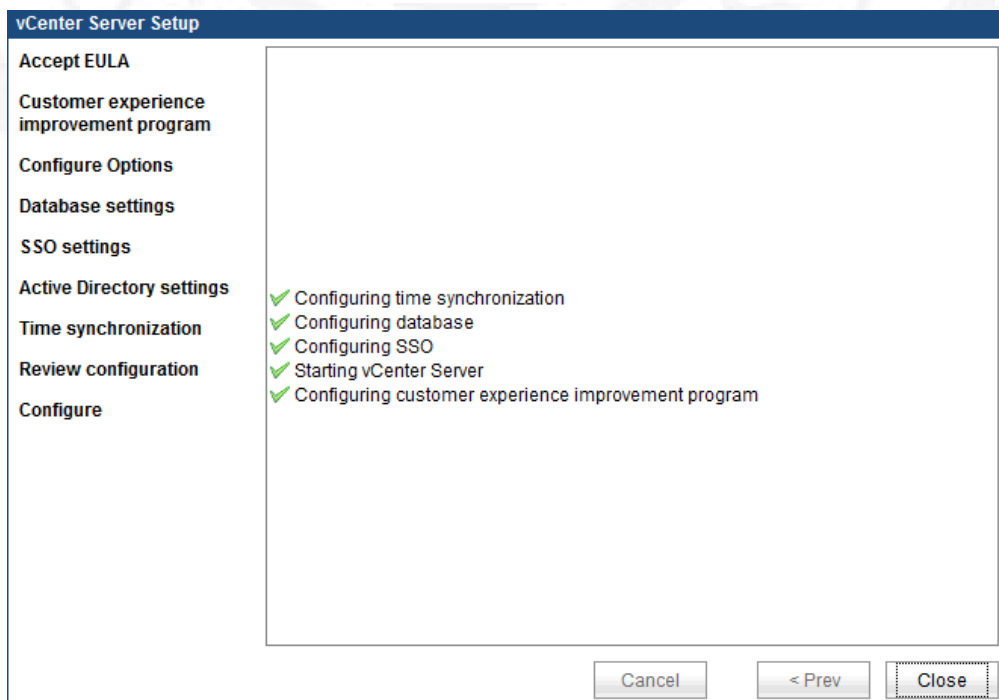 vCenter Server Setup
Accept EULA
Customer experience
improvement program
Configure Options
Database settings
SSO settings
Active Directory settings
Time synchronization
Review configuration
Configure
Configuring time synchronization
Configuring database
Configuring SSO
Starting vCenter Server
Configuring customer experience improvement program
Cancel
< Prev
Close